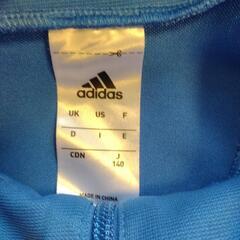 adidas
UK US F
D I E
CDN J
140
MADE IN CHINA